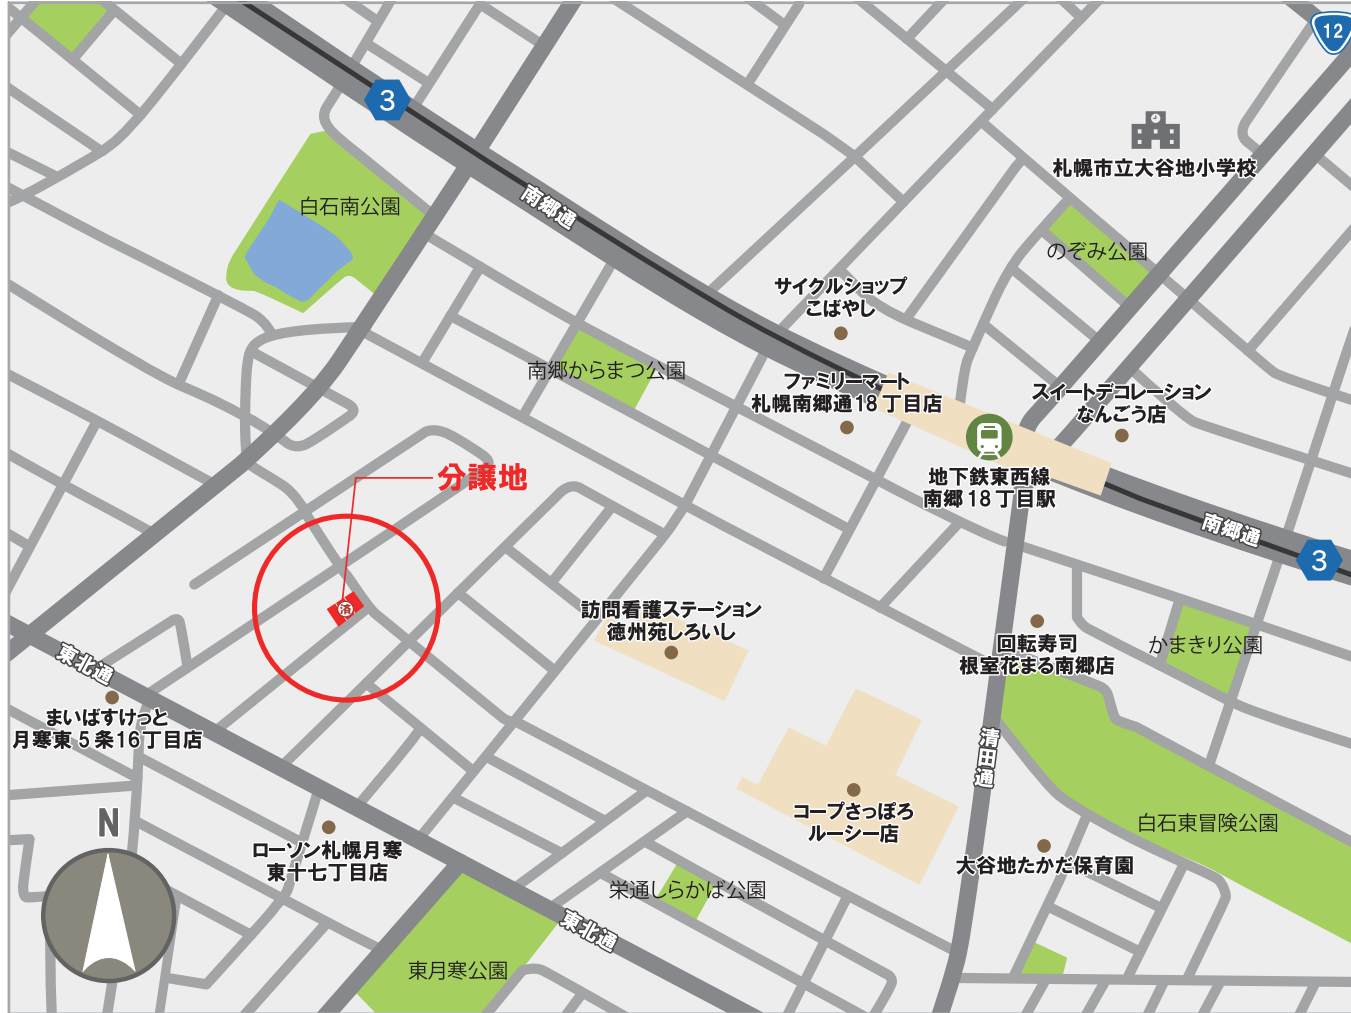 12
3
札幌市立大谷地小学校
白石南公園
南郷通
のぞみ公園
サイクルショップ
こばやし
南郷からまつ公園
ファミリーマート
札幌南郷通18丁目店
スイートデコレーション
なんごう店
分譲地
地下鉄東西線
南郷18丁目駅
南郷通
3
済
訪問看護ステーション
徳州苑しろいし
回転寿司
根室花まる南郷店
かまきり公園
東北通
まいばすけっと
月寒東5条16丁目店
清田通
コープさっぽろ
ルーシー店
白石東冒険公園
N
ローソン札幌月寒
東十七丁目店
大谷地たかだ保育園
栄通しらかば公園
東北通
東月寒公園